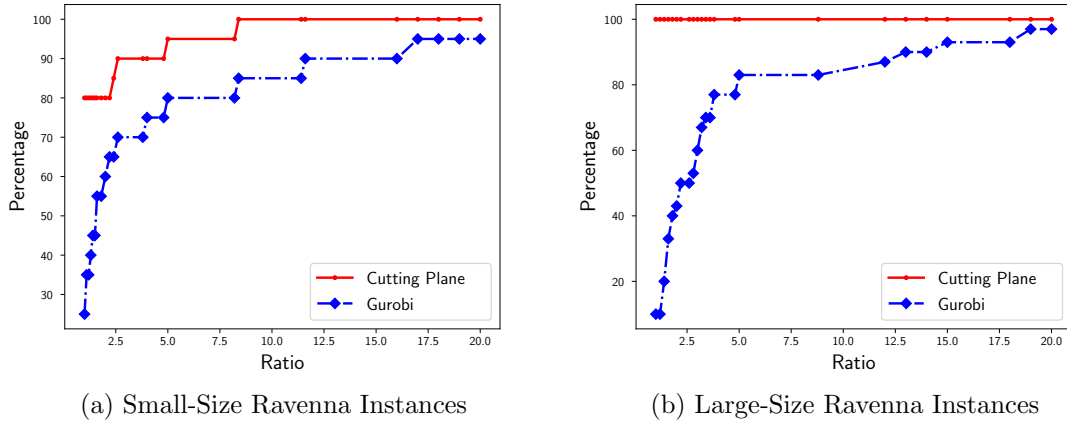 100
90
80
70
60
50
40
30
Percentage
2.5 5.0 7.5 10.0 12.5 15.0 17.5 20.0
Ratio
Cutting Plane
Gurobi
(a) Small-Size Ravenna Instances
100
80
60
40
20
Percentage
2.5 5.0 7.5 10.0 12.5 15.0 17.5 20.0
Ratio
Cutting Plane
Gurobi
(b) Large-Size Ravenna Instances